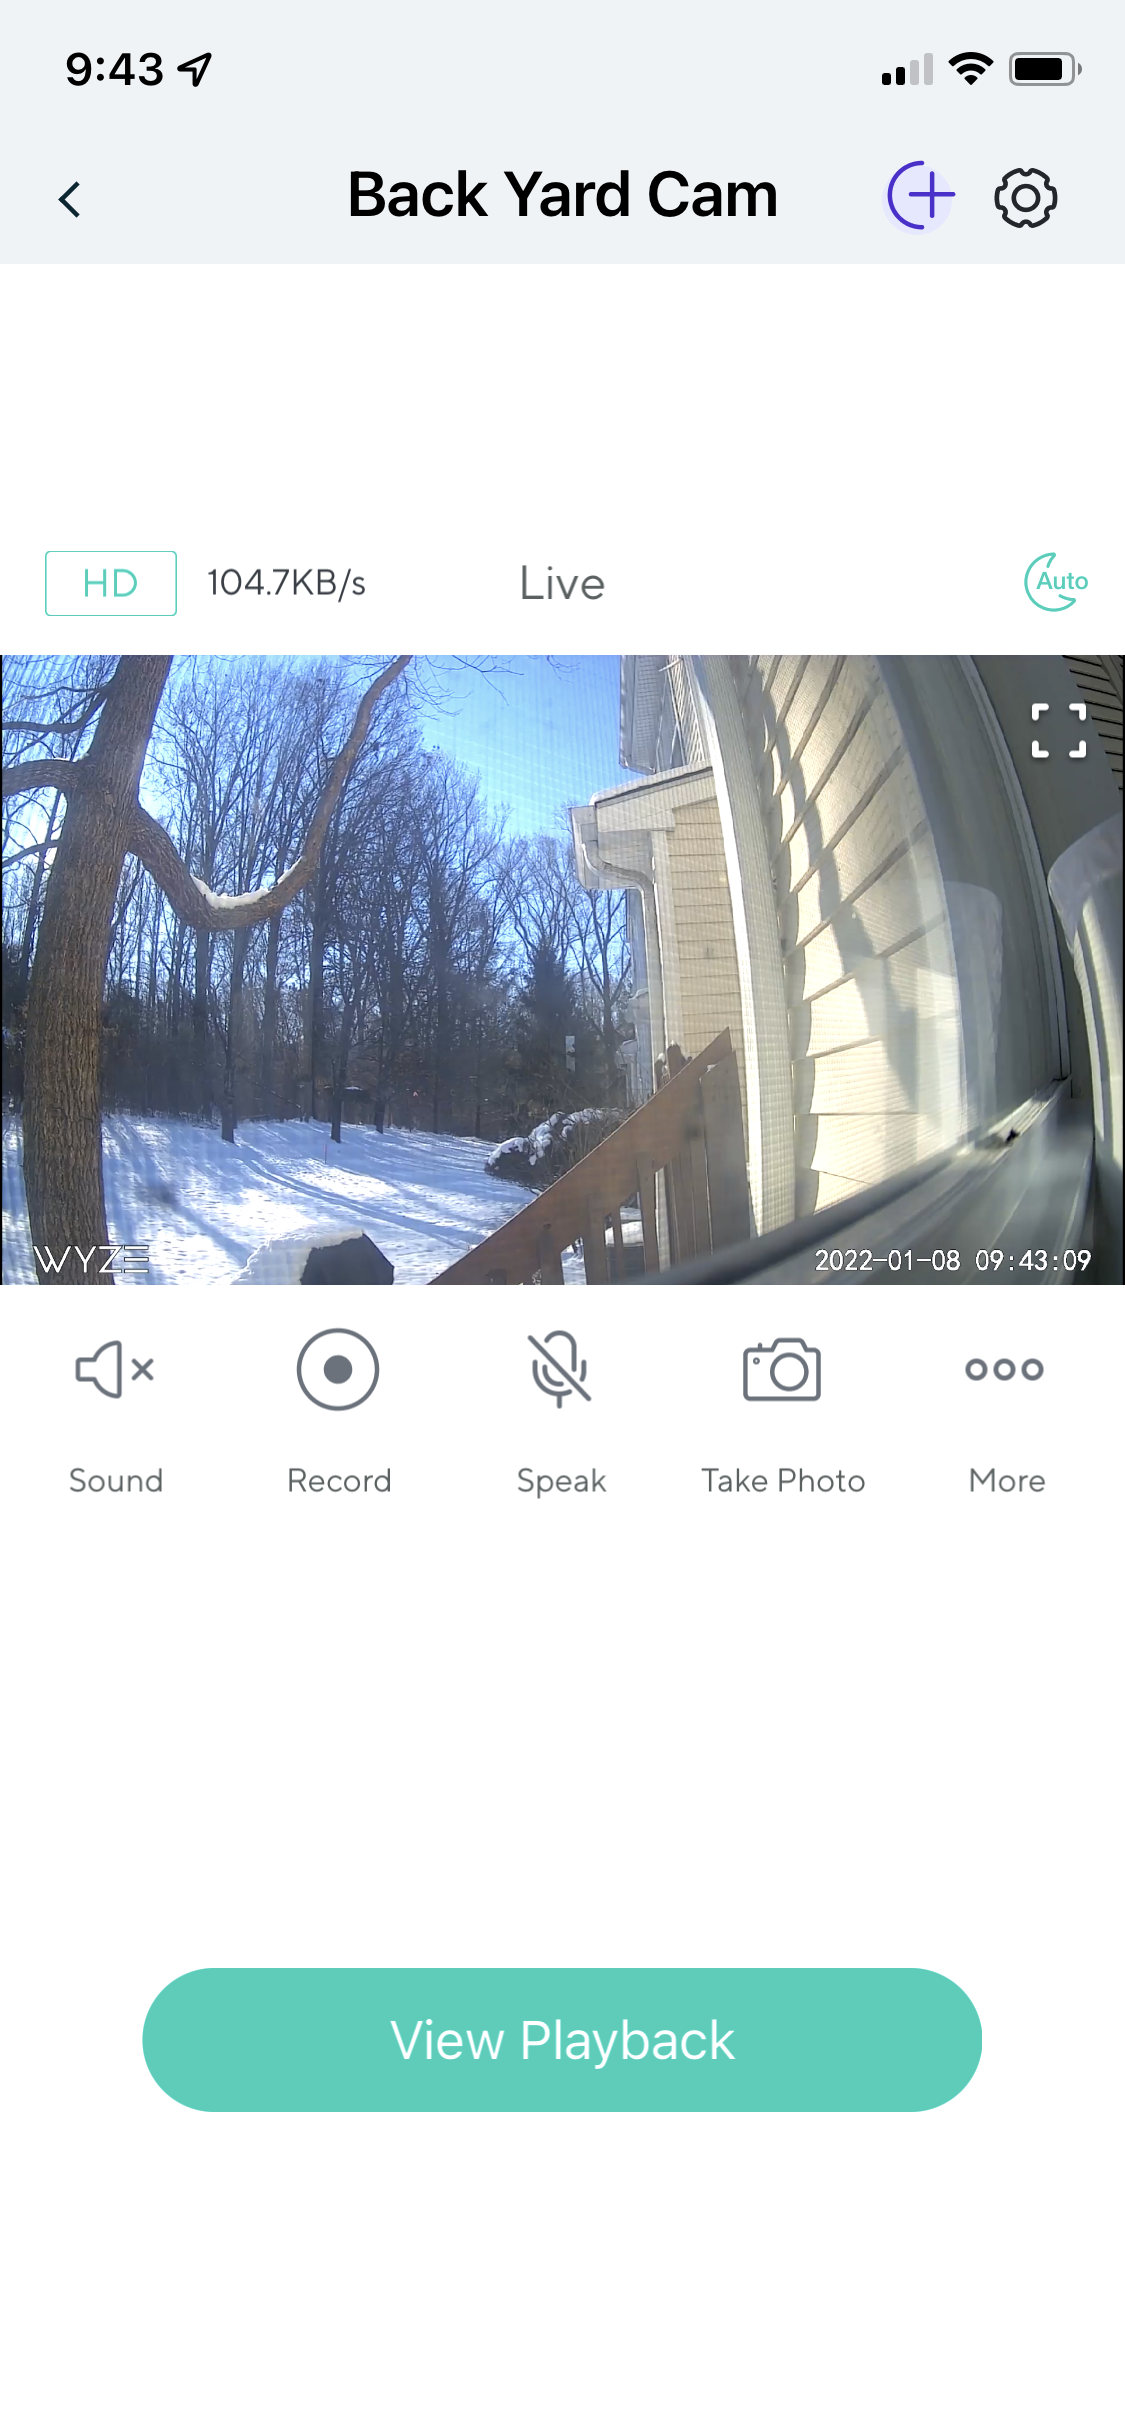 9:43
Back Yard Cam
HD 104.7KB/s Live Auto
WYZE 2022-01-08 09:43:09
Sound Record Speak Take Photo More
View Playback